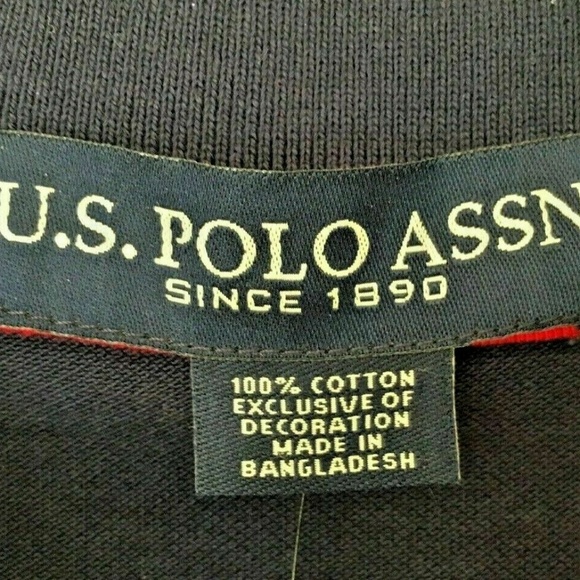 U.S. POLO ASSN
SINCE 1890
100% COTTON
EXCLUSIVE OF
DECORATION
MADE IN
BANGLADESH